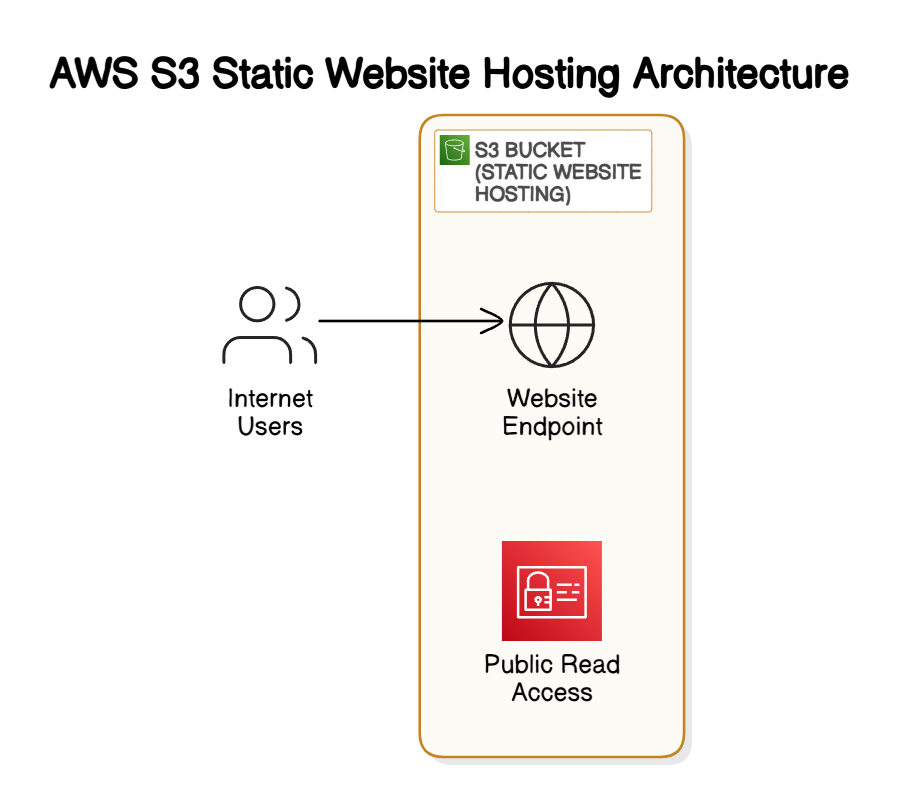 AWS S3 Static Website Hosting Architecture
S3 BUCKET
(STATIC WEBSITE
HOSTING)
Internet
Users
Website
Endpoint
Public Read
Access